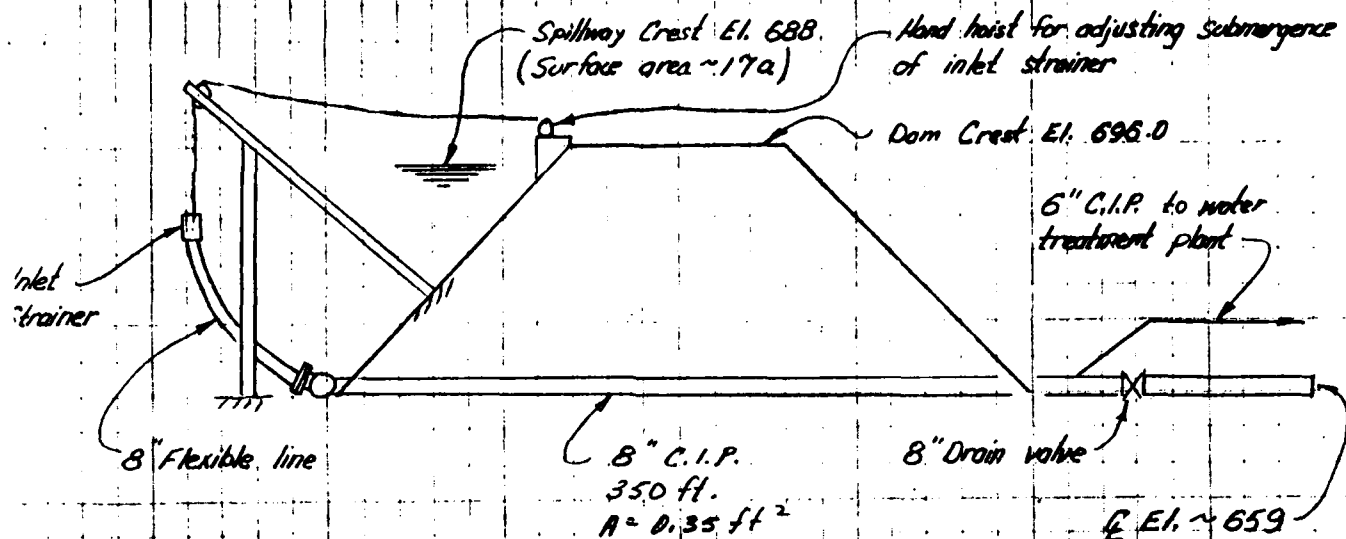 Spillway Crest El. 688.
(Surface area ~ 17a)
Hand hoist for adjusting submergence
of inlet strainer
Dam Crest El. 696.0
6" C.I.P. to water
treatment plant
nlet
trainer
8" Flexible line
8" C.I.P.
350 ft.
A = 0.35 ft²
8" Drain valve
℄ El. ~ 659